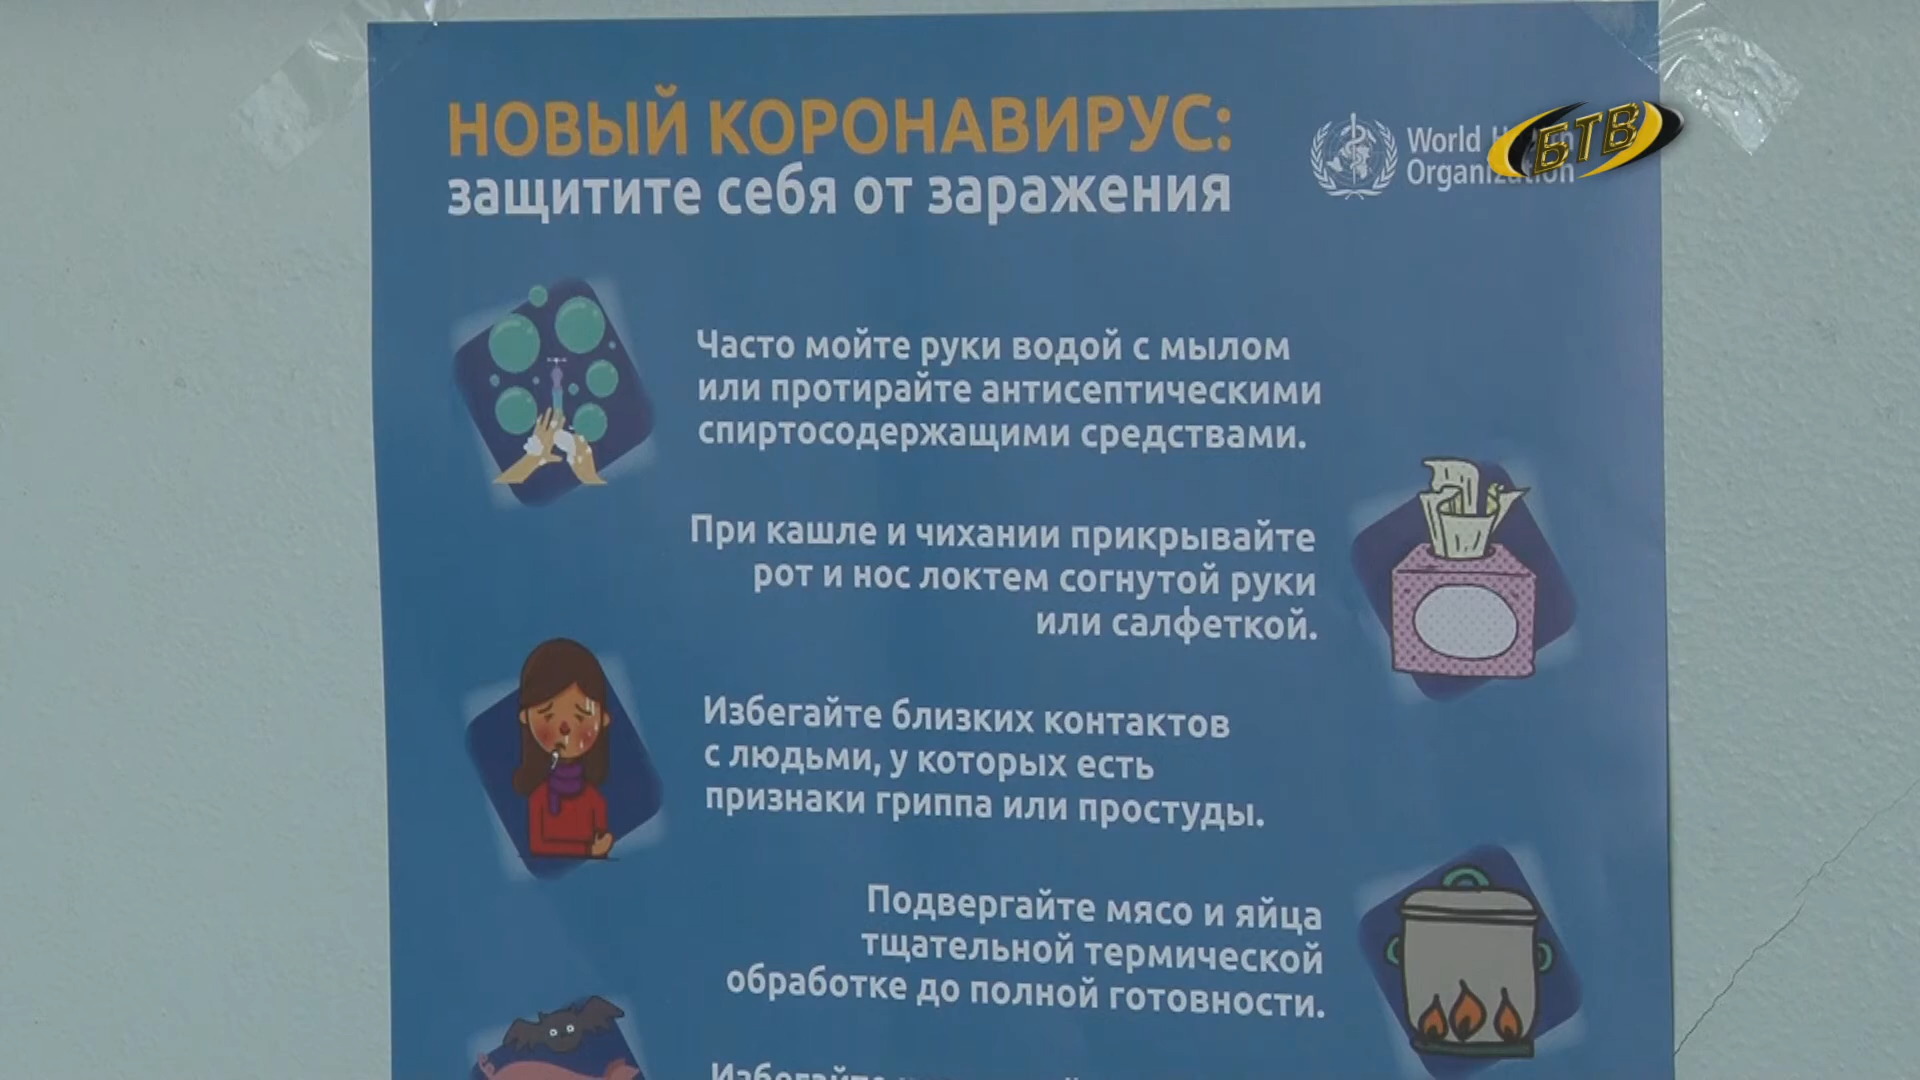 НОВЫЙ КОРОНАВИРУС:
защитите себя от заражения
World
Organization
БТВ
Часто мойте руки водой с мылом
или протирайте антисептическими
спиртосодержащими средствами.
При кашле и чихании прикрывайте
рот и нос локтем согнутой руки
или салфеткой.
Избегайте близких контактов
с людьми, у которых есть
признаки гриппа или простуды.
Подвергайте мясо и яйца
тщательной термической
обработке до полной готовности.
Избегайте